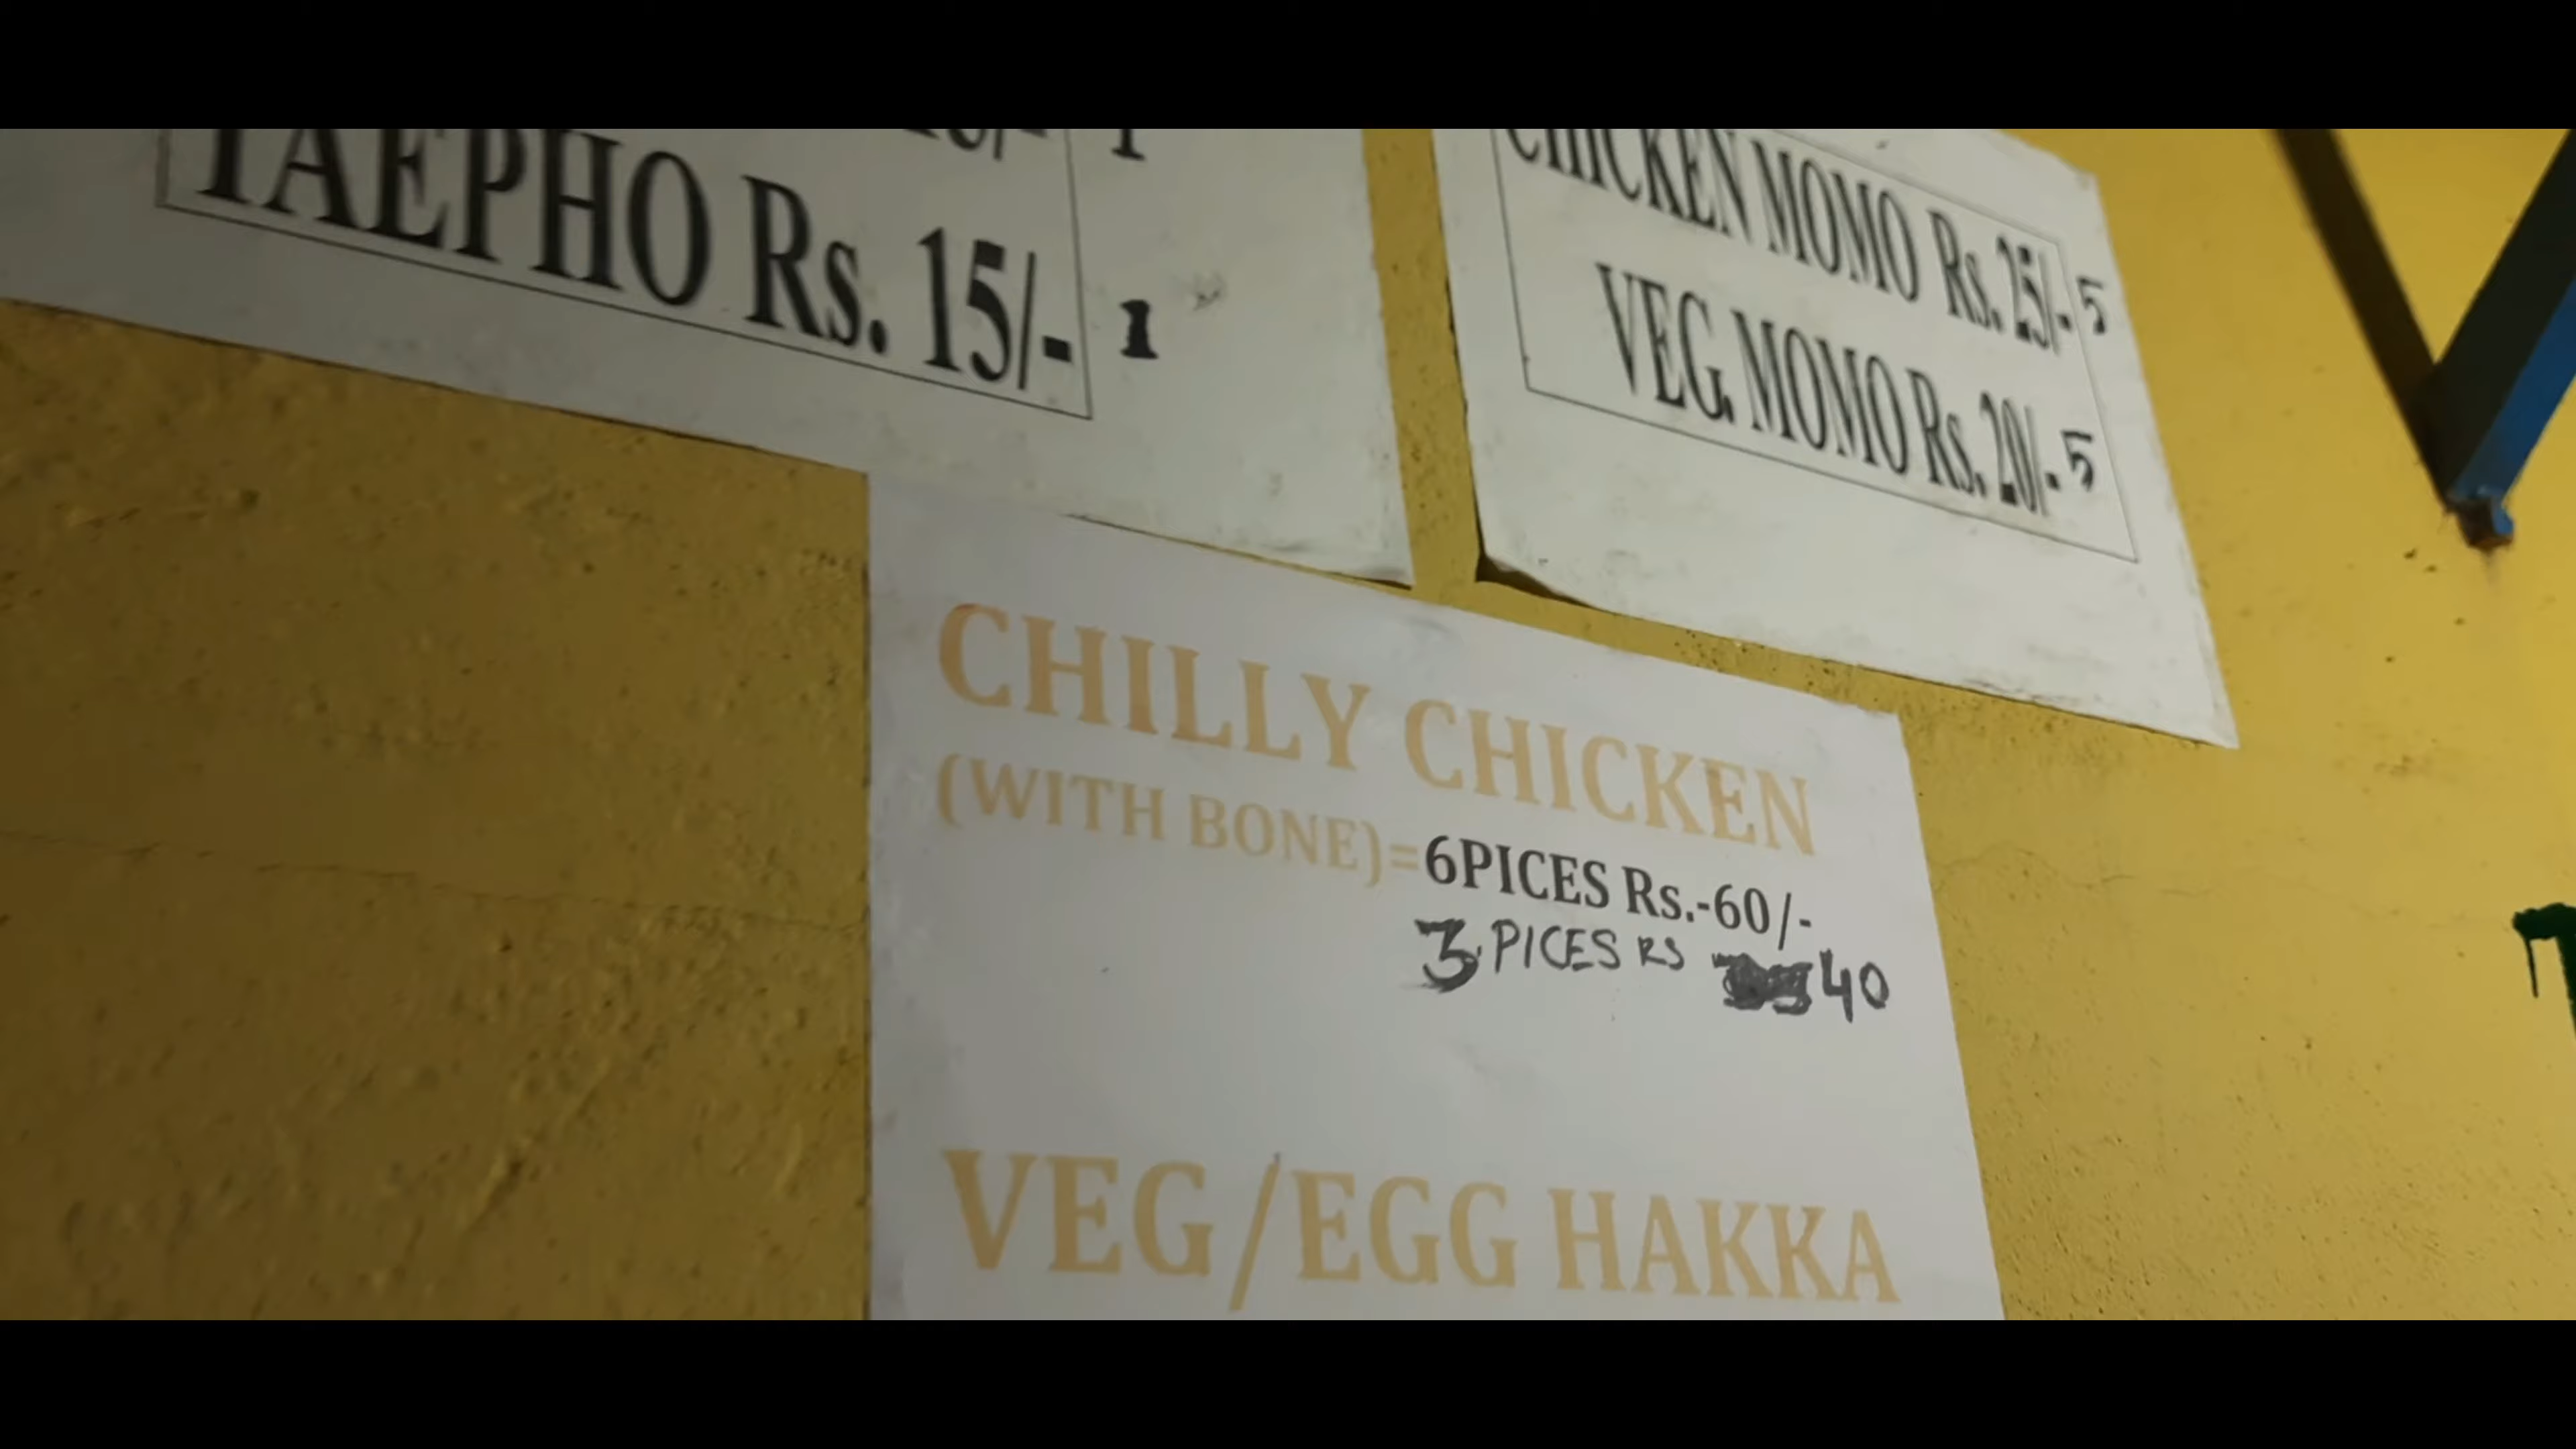 TAEPHO Rs. 15/- 1
CHICKEN MOMO Rs. 25/- 5
VEG. MOMO Rs. 20/- 5
CHILLY CHICKEN
(WITH BONE)=6PICES Rs.-60/-
3 PICES RS 40
VEG/EGG HAKKA